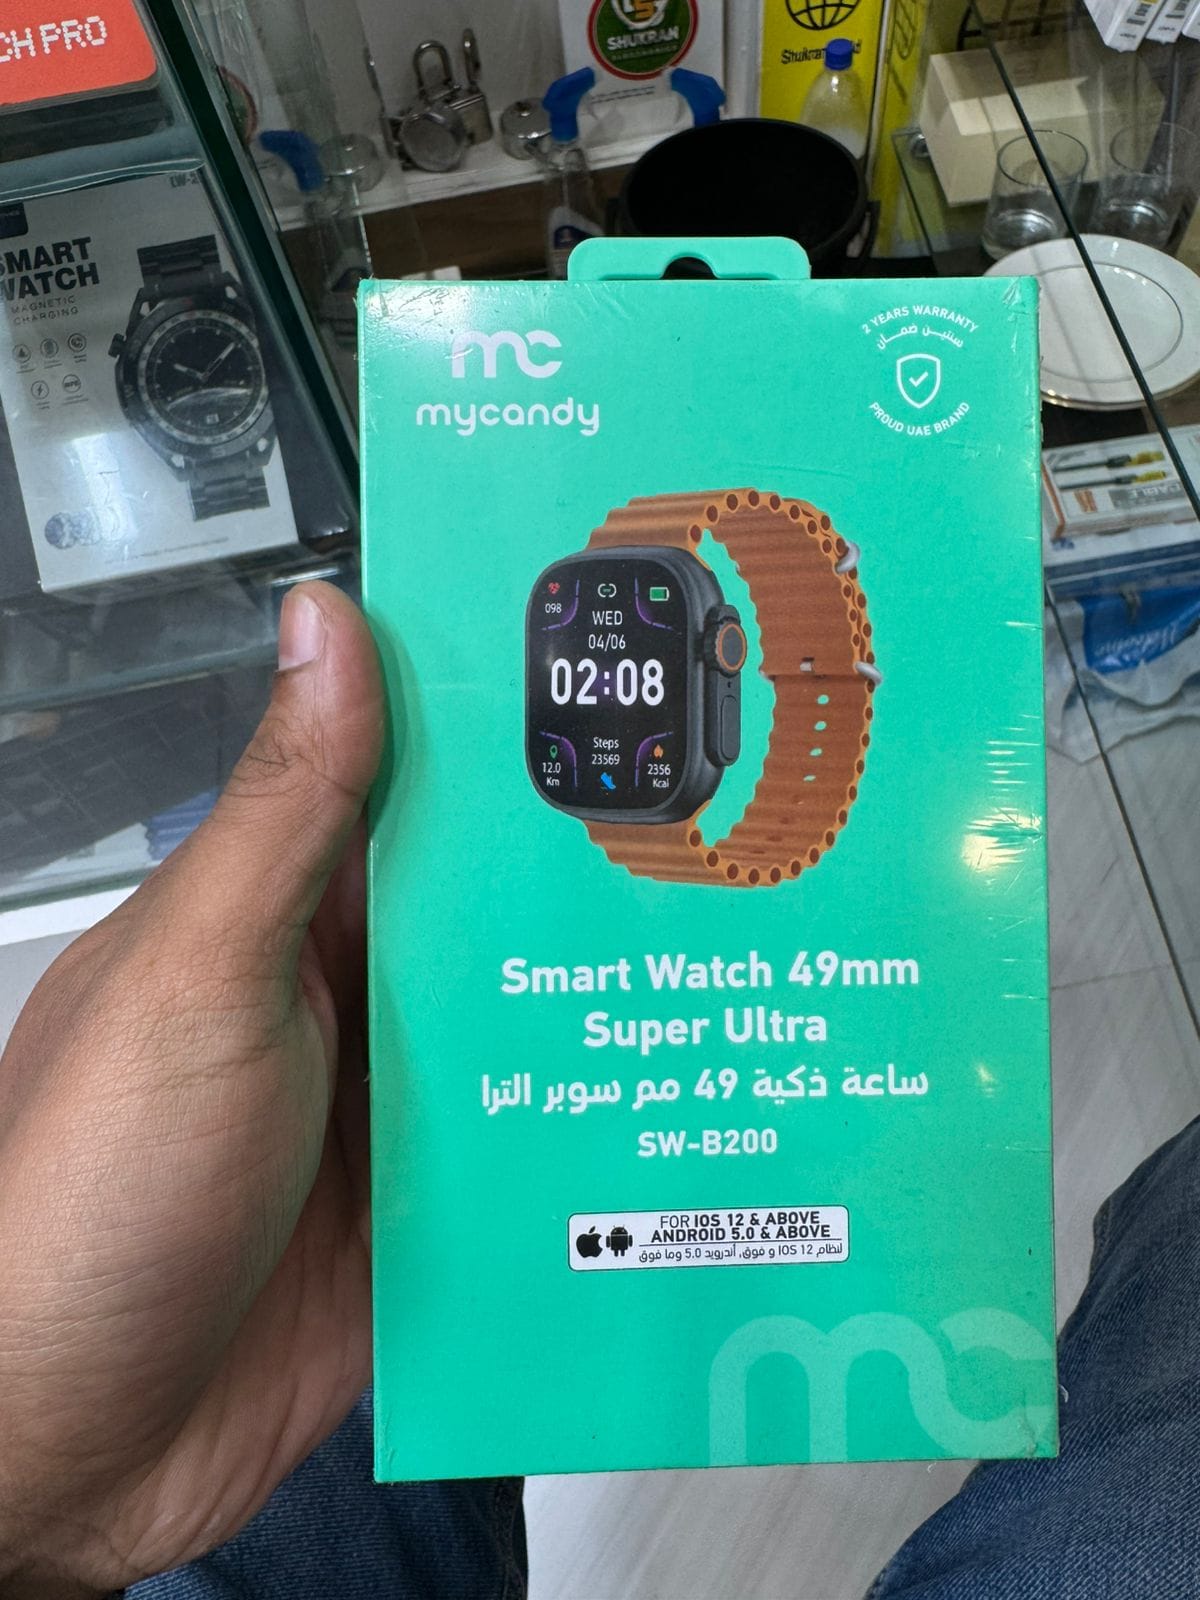 CH PRO
SHUKRAN
SMART
WATCH
MAGNETIC
CHARGING
mc
mycandy
2 YEARS WARRANTY
سنتين ضمان
PROUD UAE BRAND
098
WED
04/06
02:08
Steps
23569
12.0
Km
2356
Kcal
Smart Watch 49mm
Super Ultra
ساعة ذكية 49 مم سوبر الترا
SW-B200
FOR IOS 12 & ABOVE
ANDROID 5.0 & ABOVE
لنظام IOS 12 و فوق، أندرويد 5.0 وما فوق
mc